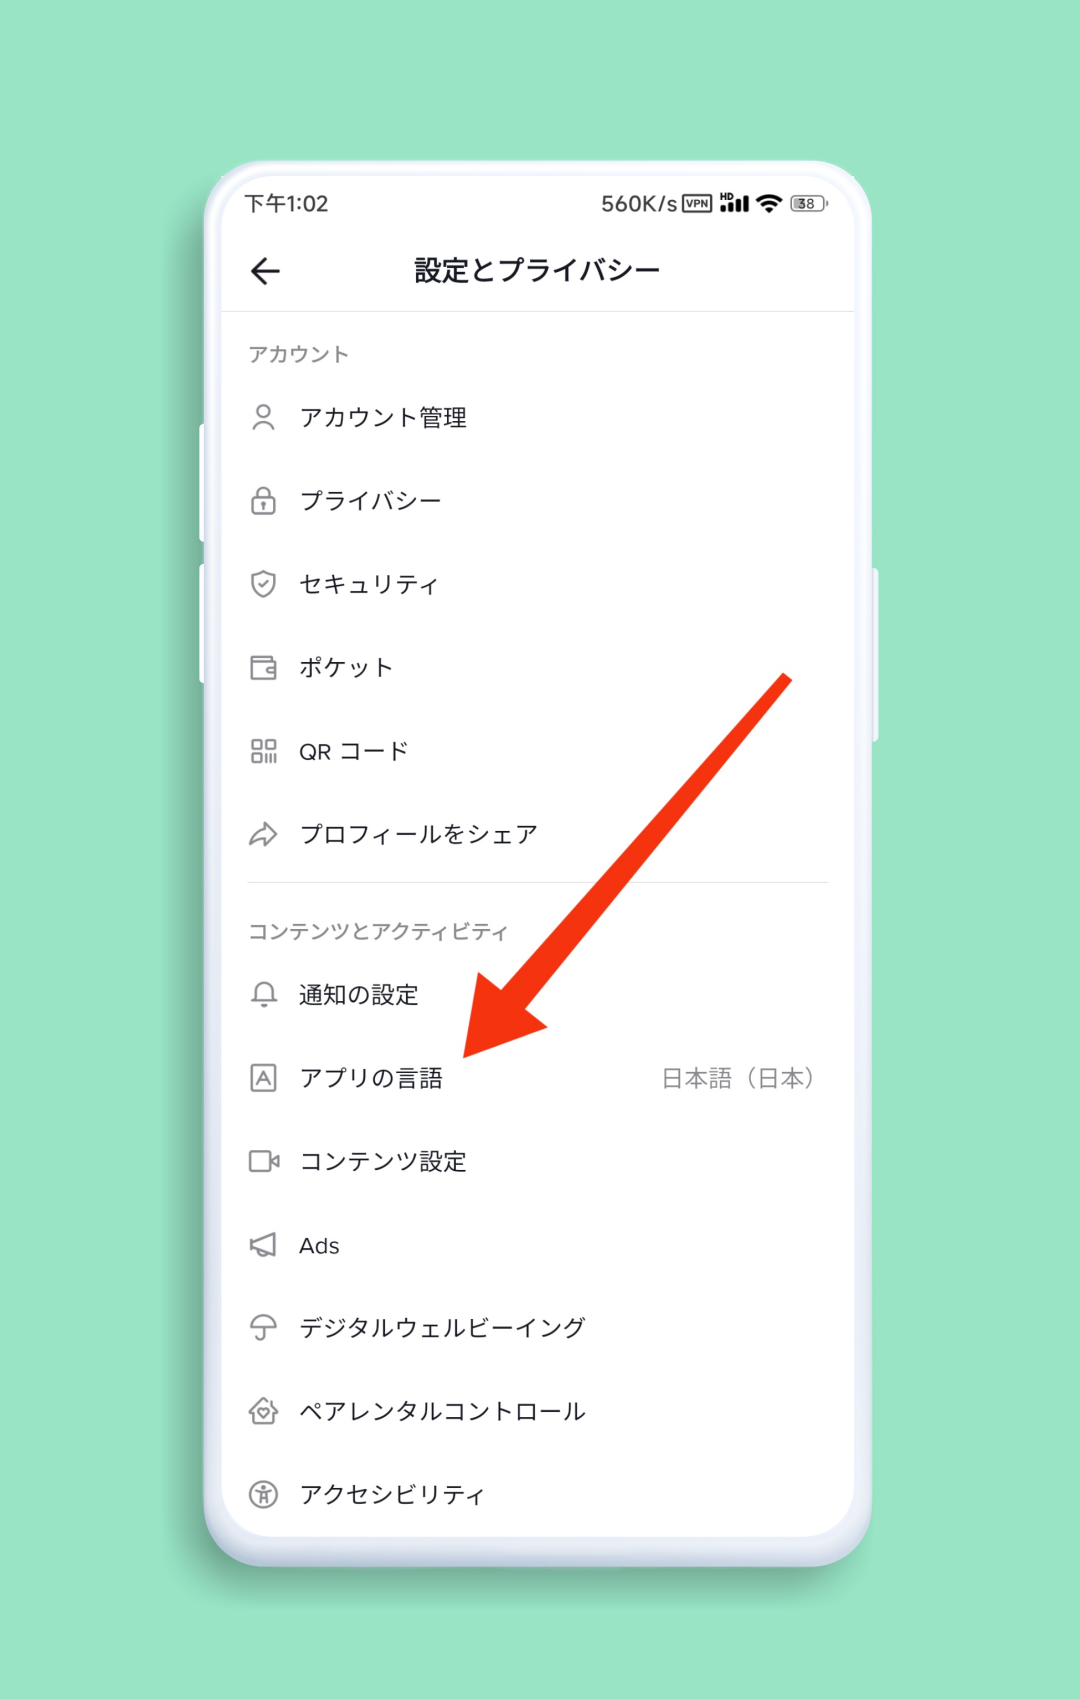 下午1:02 560K/s VPN HD 38
設定とプライバシー
アカウント
アカウント管理
プライバシー
セキュリティ
ポケット
QR コード
プロフィールをシェア
コンテンツとアクティビティ
通知の設定
アプリの言語 日本語（日本）
コンテンツ設定
Ads
デジタルウェルビーイング
ペアレンタルコントロール
アクセシビリティ